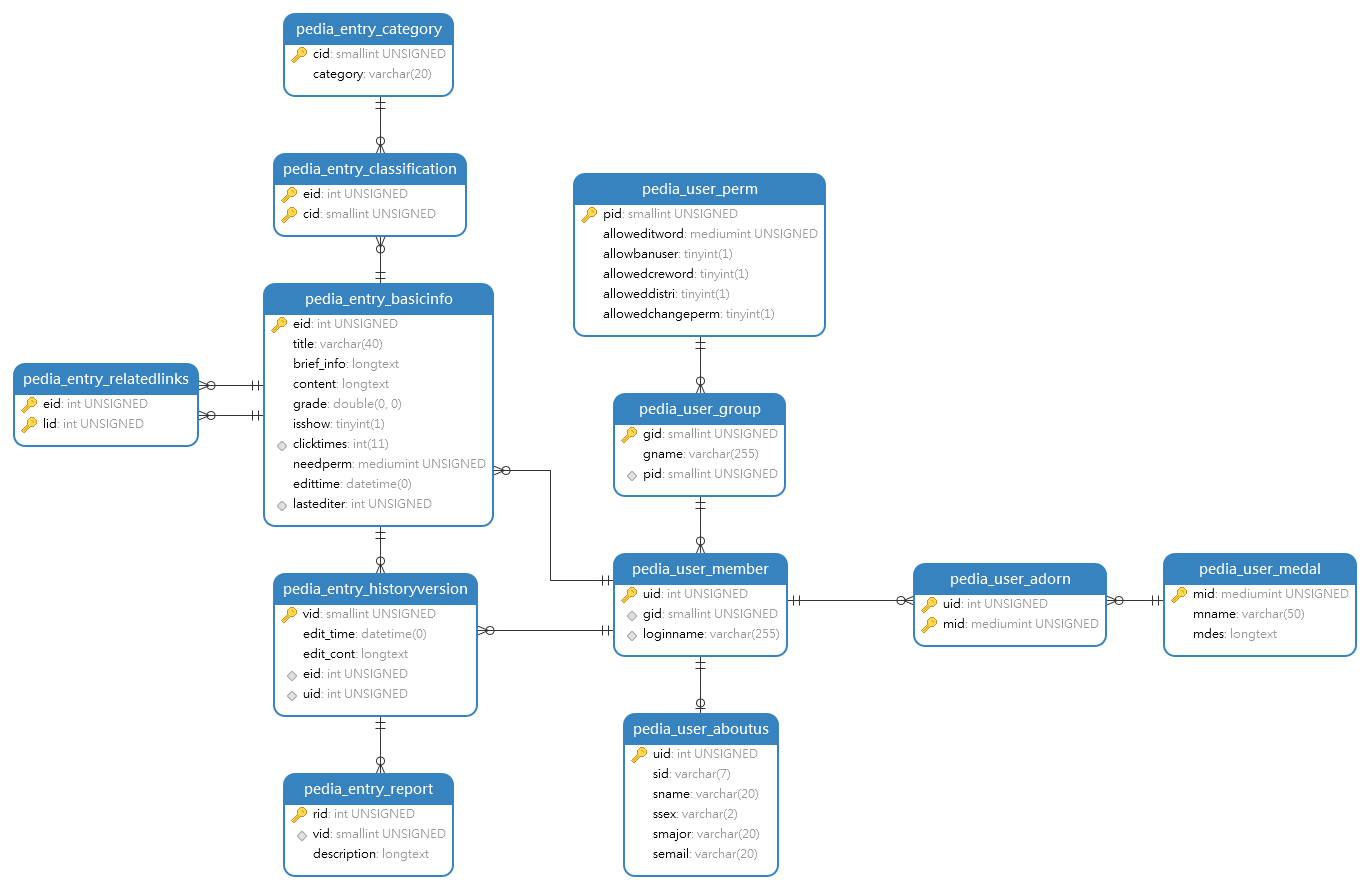 pedia_entry_category
cid: smallint UNSIGNED
category: varchar(20)
pedia_entry_classification
eid: int UNSIGNED
cid: smallint UNSIGNED
pedia_user_perm
pid: smallint UNSIGNED
alloweditword: mediumint UNSIGNED
allowbanuser: tinyint(1)
allowedcreword: tinyint(1)
alloweddistri: tinyint(1)
allowedchangeperm: tinyint(1)
pedia_entry_basicinfo
eid: int UNSIGNED
title: varchar(40)
brief_info: longtext
content: longtext
grade: double(0, 0)
isshow: tinyint(1)
clicktimes: int(11)
needperm: mediumint UNSIGNED
edittime: datetime(0)
lastediter: int UNSIGNED
pedia_entry_relatedlinks
eid: int UNSIGNED
lid: int UNSIGNED
pedia_user_group
gid: smallint UNSIGNED
gname: varchar(255)
pid: smallint UNSIGNED
pedia_user_member
uid: int UNSIGNED
gid: smallint UNSIGNED
loginname: varchar(255)
pedia_user_adorn
uid: int UNSIGNED
mid: mediumint UNSIGNED
pedia_user_medal
mid: mediumint UNSIGNED
mname: varchar(50)
mdes: longtext
pedia_entry_historyversion
vid: smallint UNSIGNED
edit_time: datetime(0)
edit_cont: longtext
eid: int UNSIGNED
uid: int UNSIGNED
pedia_user_aboutus
uid: int UNSIGNED
sid: varchar(7)
sname: varchar(20)
ssex: varchar(2)
smajor: varchar(20)
semail: varchar(20)
pedia_entry_report
rid: int UNSIGNED
vid: smallint UNSIGNED
description: longtext